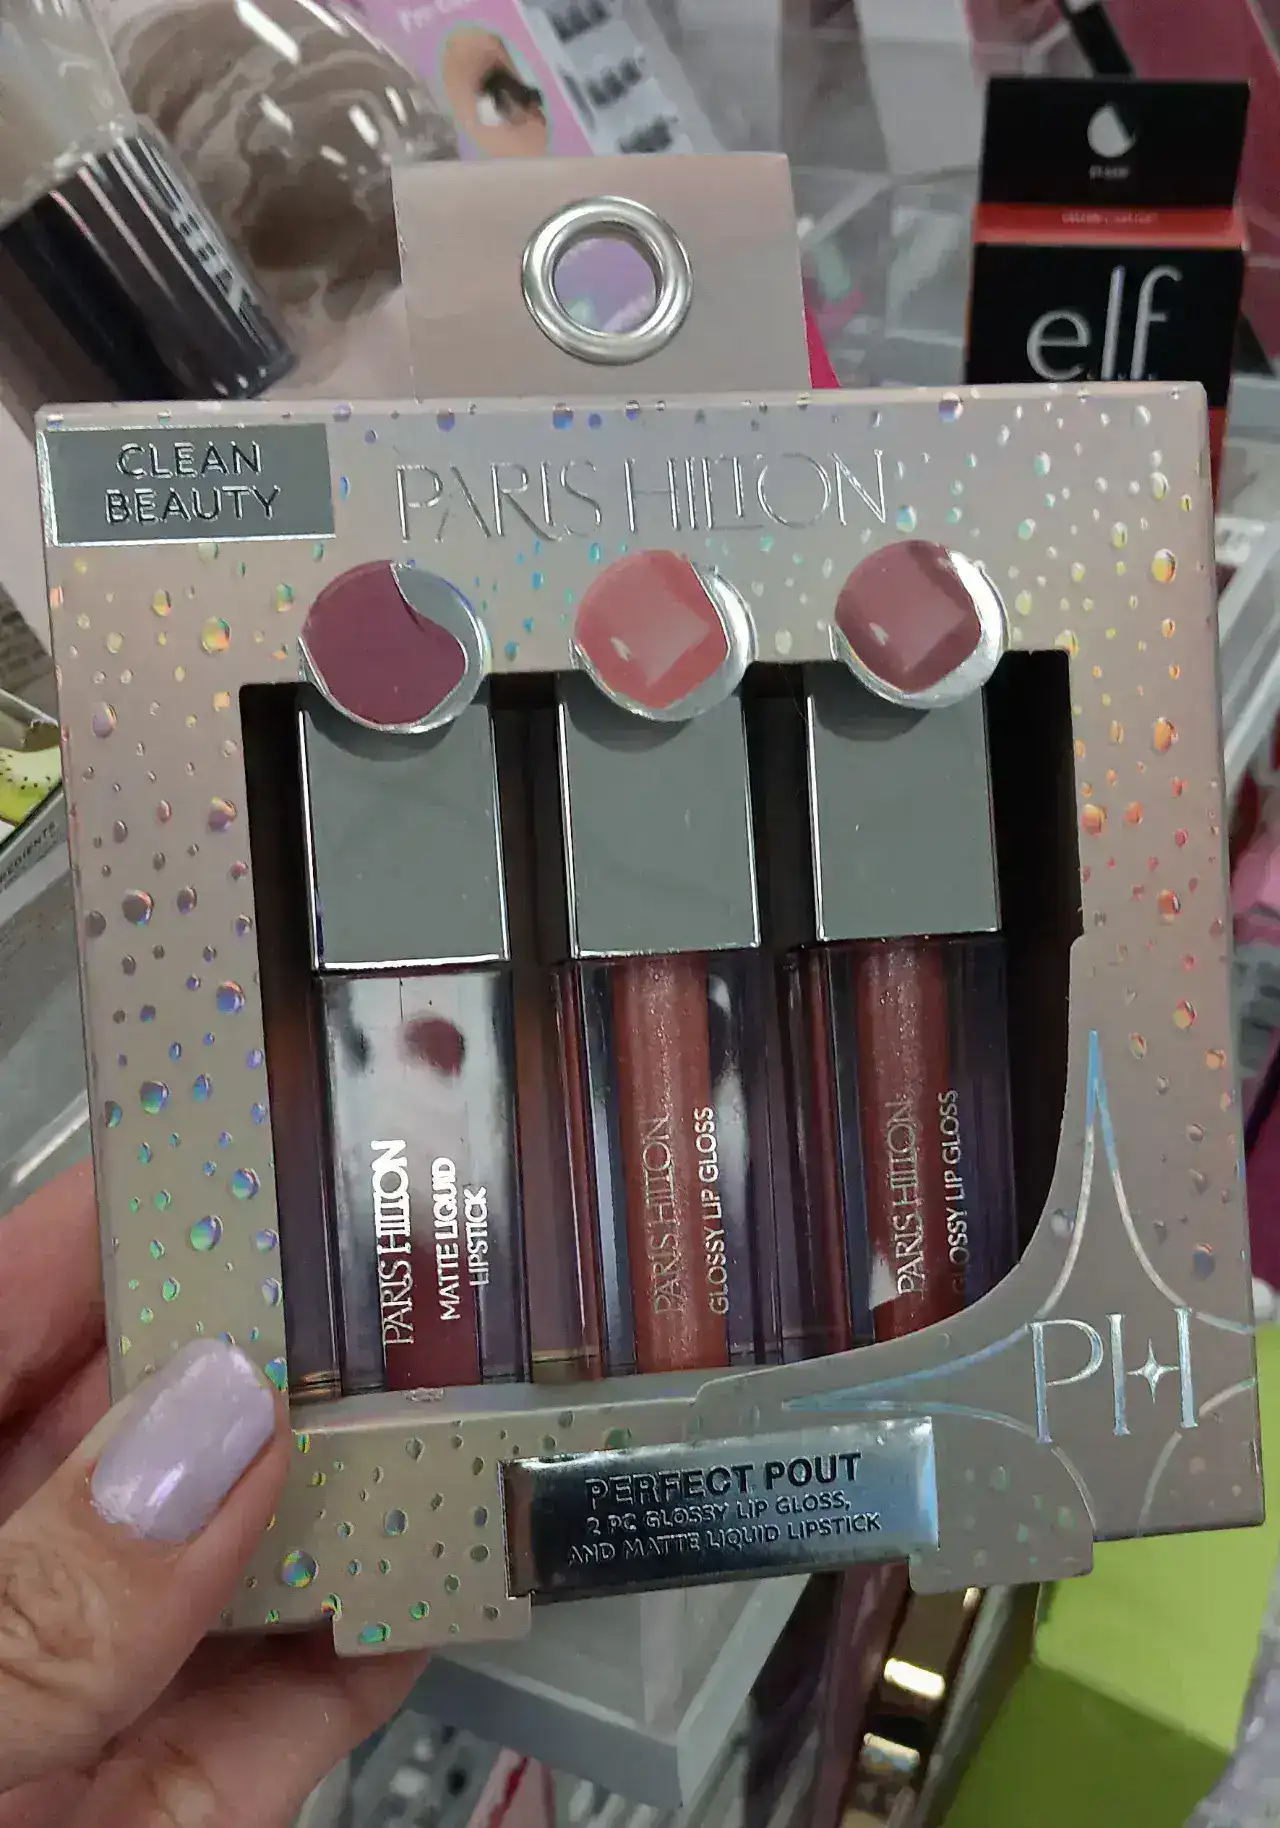 elf
CLEAN
BEAUTY
PARIS HILTON
PARIS HILTON
MATTE LIQUID
LIPSTICK
PARIS HILTON
GLOSSY LIP GLOSS
PARIS HILTON
GLOSSY LIP GLOSS
PH
PERFECT POUT
2 PC GLOSSY LIP GLOSS,
AND MATTE LIQUID LIPSTICK